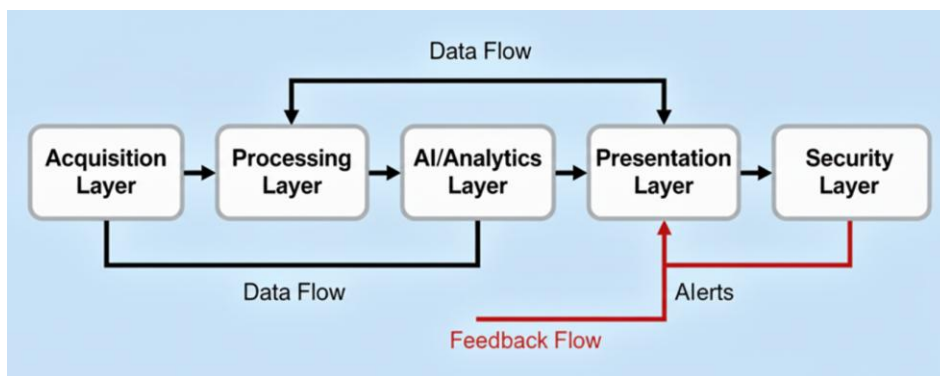 Data Flow
Acquisition
Layer
Processing
Layer
AI/Analytics
Layer
Presentation
Layer
Security
Layer
Data Flow
Alerts
Feedback Flow